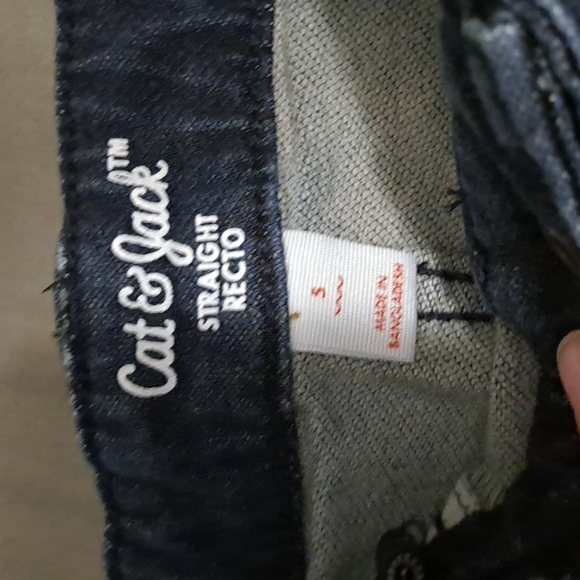 Cat & Jack™
STRAIGHT
RECTO
5
MADE IN
BANGLADESH